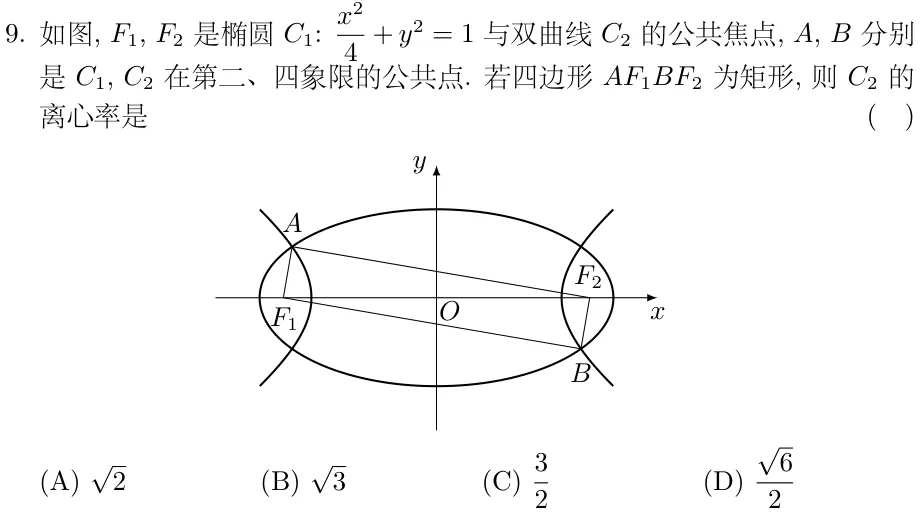 9. 如图, F₁, F₂ 是椭圆 C₁: x²/4 + y² = 1 与双曲线 C₂ 的公共焦点, A, B 分别
是 C₁, C₂ 在第二、四象限的公共点. 若四边形 AF₁BF₂ 为矩形, 则 C₂ 的
离心率是 ( )
y
A
F₂
F₁
O
x
B
(A) √2 (B) √3 (C) 3/2 (D) √6/2